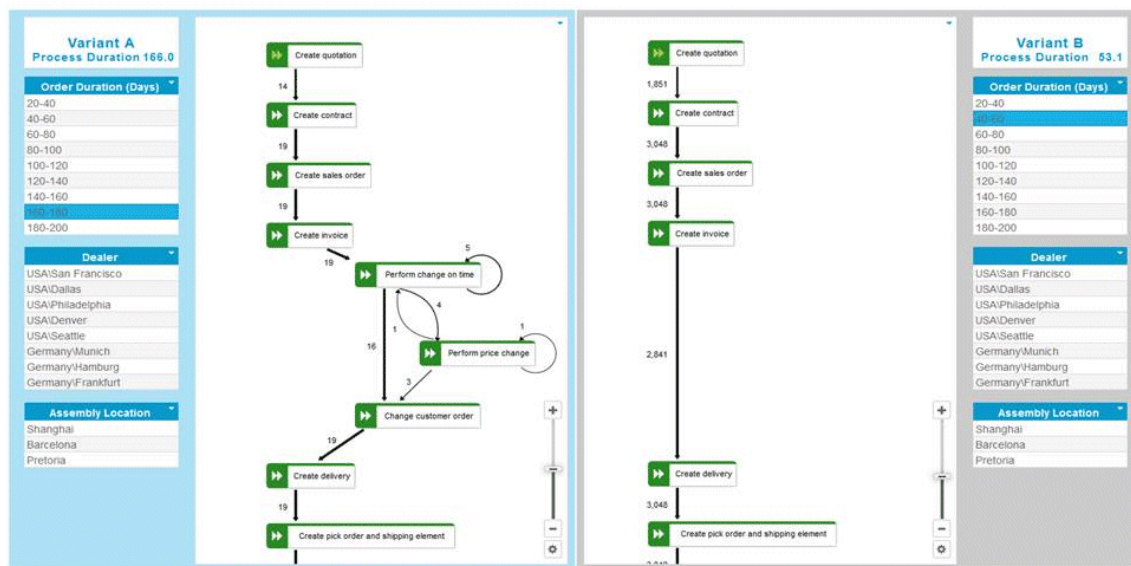 Variant A
Process Duration 166.0
Order Duration (Days)
20-40
40-60
60-80
80-100
100-120
120-140
140-160
160-180
180-200
Dealer
USA\San Francisco
USA\Dallas
USA\Philadelphia
USA\Denver
USA\Seattle
Germany\Munich
Germany\Hamburg
Germany\Frankfurt
Assembly Location
Shanghai
Barcelona
Pretoria
Create quotation
14
Create contract
19
Create sales order
19
Create invoice
19
5
Perform change on time
4
1
1
16
Perform price change
3
Change customer order
19
Create delivery
19
Create pick order and shipping element
Create quotation
1,851
Create contract
3,048
Create sales order
3,048
Create invoice
2,841
Create delivery
3,048
Create pick order and shipping element
Variant B
Process Duration 53.1
Order Duration (Days)
20-40
40-60
60-80
80-100
100-120
120-140
140-160
160-180
180-200
Dealer
USA\San Francisco
USA\Dallas
USA\Philadelphia
USA\Denver
USA\Seattle
Germany\Munich
Germany\Hamburg
Germany\Frankfurt
Assembly Location
Shanghai
Barcelona
Pretoria